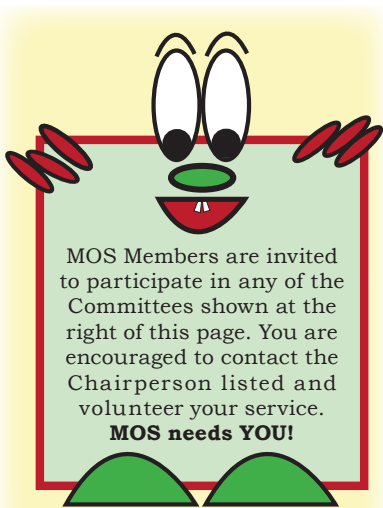 MOS Members are invited
to participate in any of the
Committees shown at the
right of this page. You are
encouraged to contact the
Chairperson listed and
volunteer your service.
MOS needs YOU!